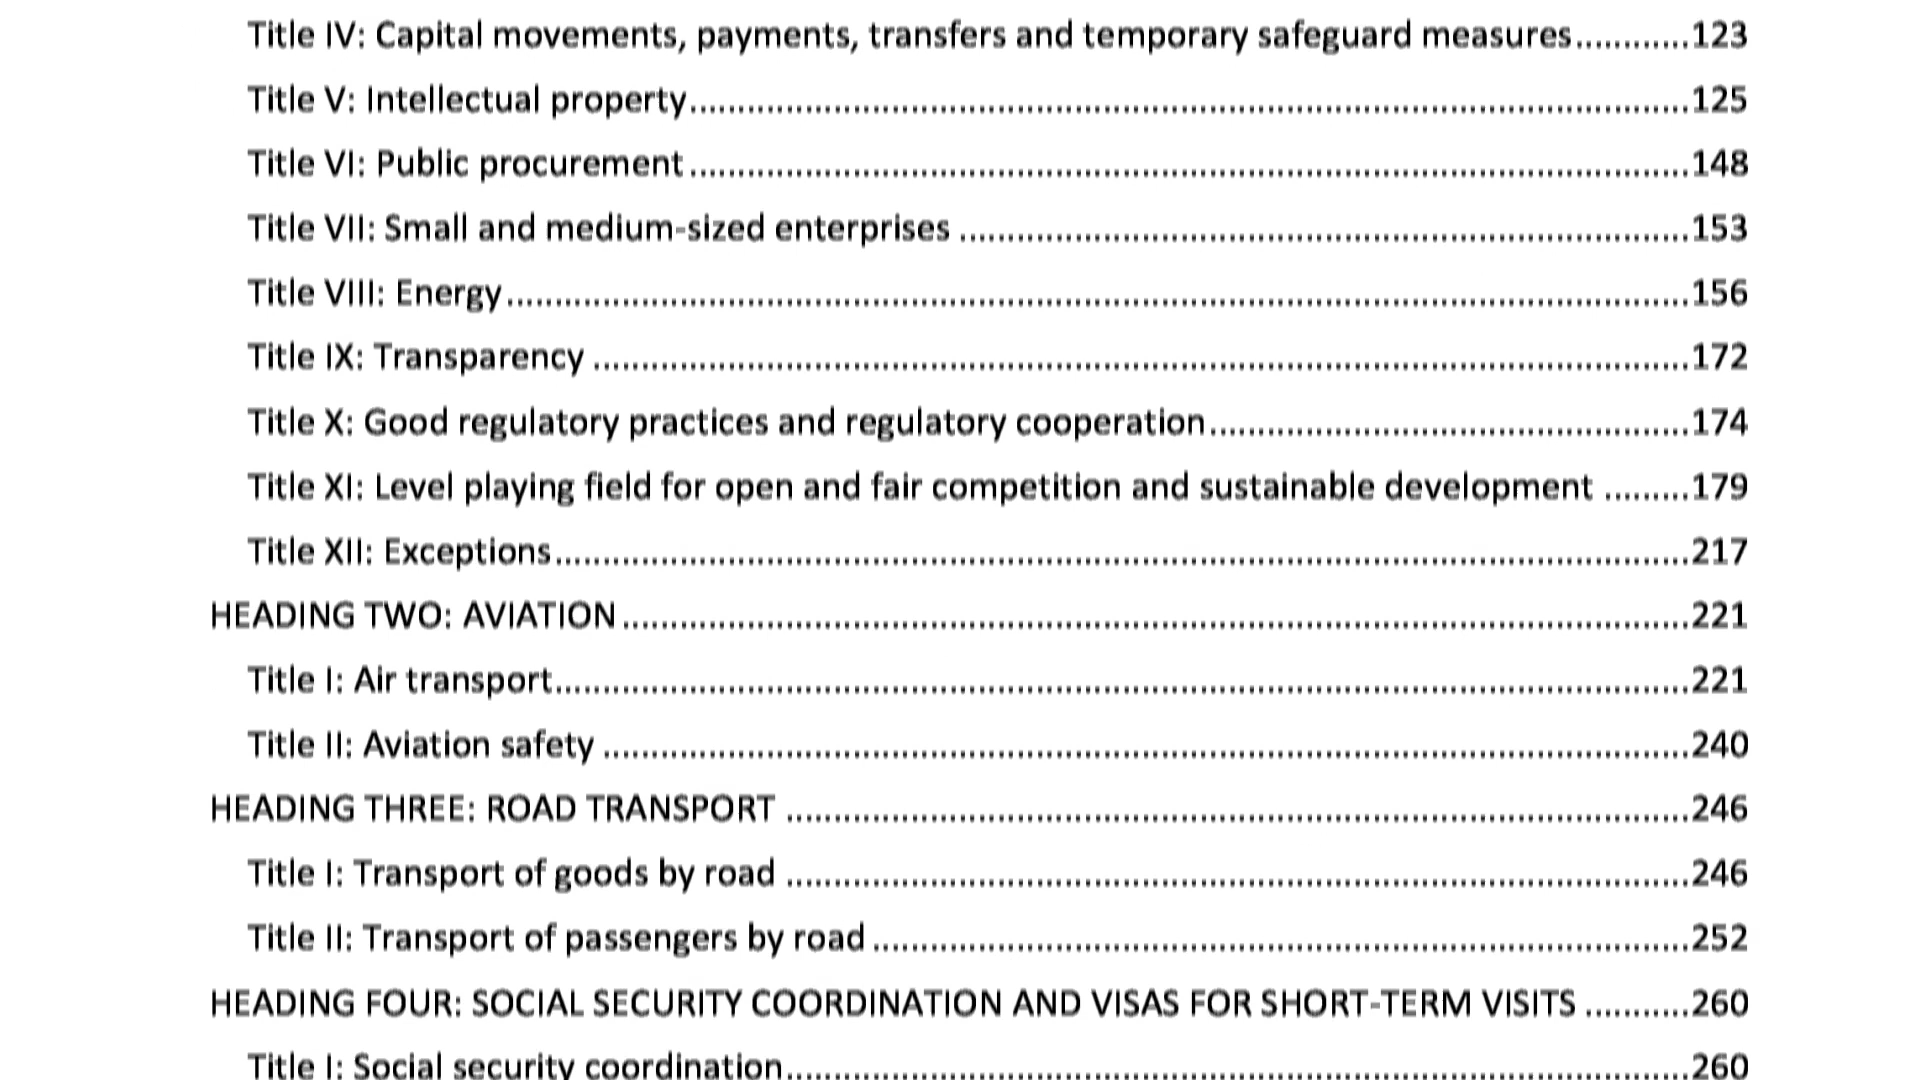 Title IV: Capital movements, payments, transfers and temporary safeguard measures............123
Title V: Intellectual property........................................................................................................125
Title VI: Public procurement........................................................................................................148
Title VII: Small and medium-sized enterprises ............................................................................153
Title VIII: Energy...........................................................................................................................156
Title IX: Transparency ..................................................................................................................172
Title X: Good regulatory practices and regulatory cooperation..................................................174
Title XI: Level playing field for open and fair competition and sustainable development .........179
Title XII: Exceptions......................................................................................................................217
HEADING TWO: AVIATION...............................................................................................................221
Title I: Air transport......................................................................................................................221
Title II: Aviation safety .................................................................................................................240
HEADING THREE: ROAD TRANSPORT ..............................................................................................246
Title I: Transport of goods by road ..............................................................................................246
Title II: Transport of passengers by road .....................................................................................252
HEADING FOUR: SOCIAL SECURITY COORDINATION AND VISAS FOR SHORT-TERM VISITS ...........260
Title I: Social security coordination..............................................................................................260